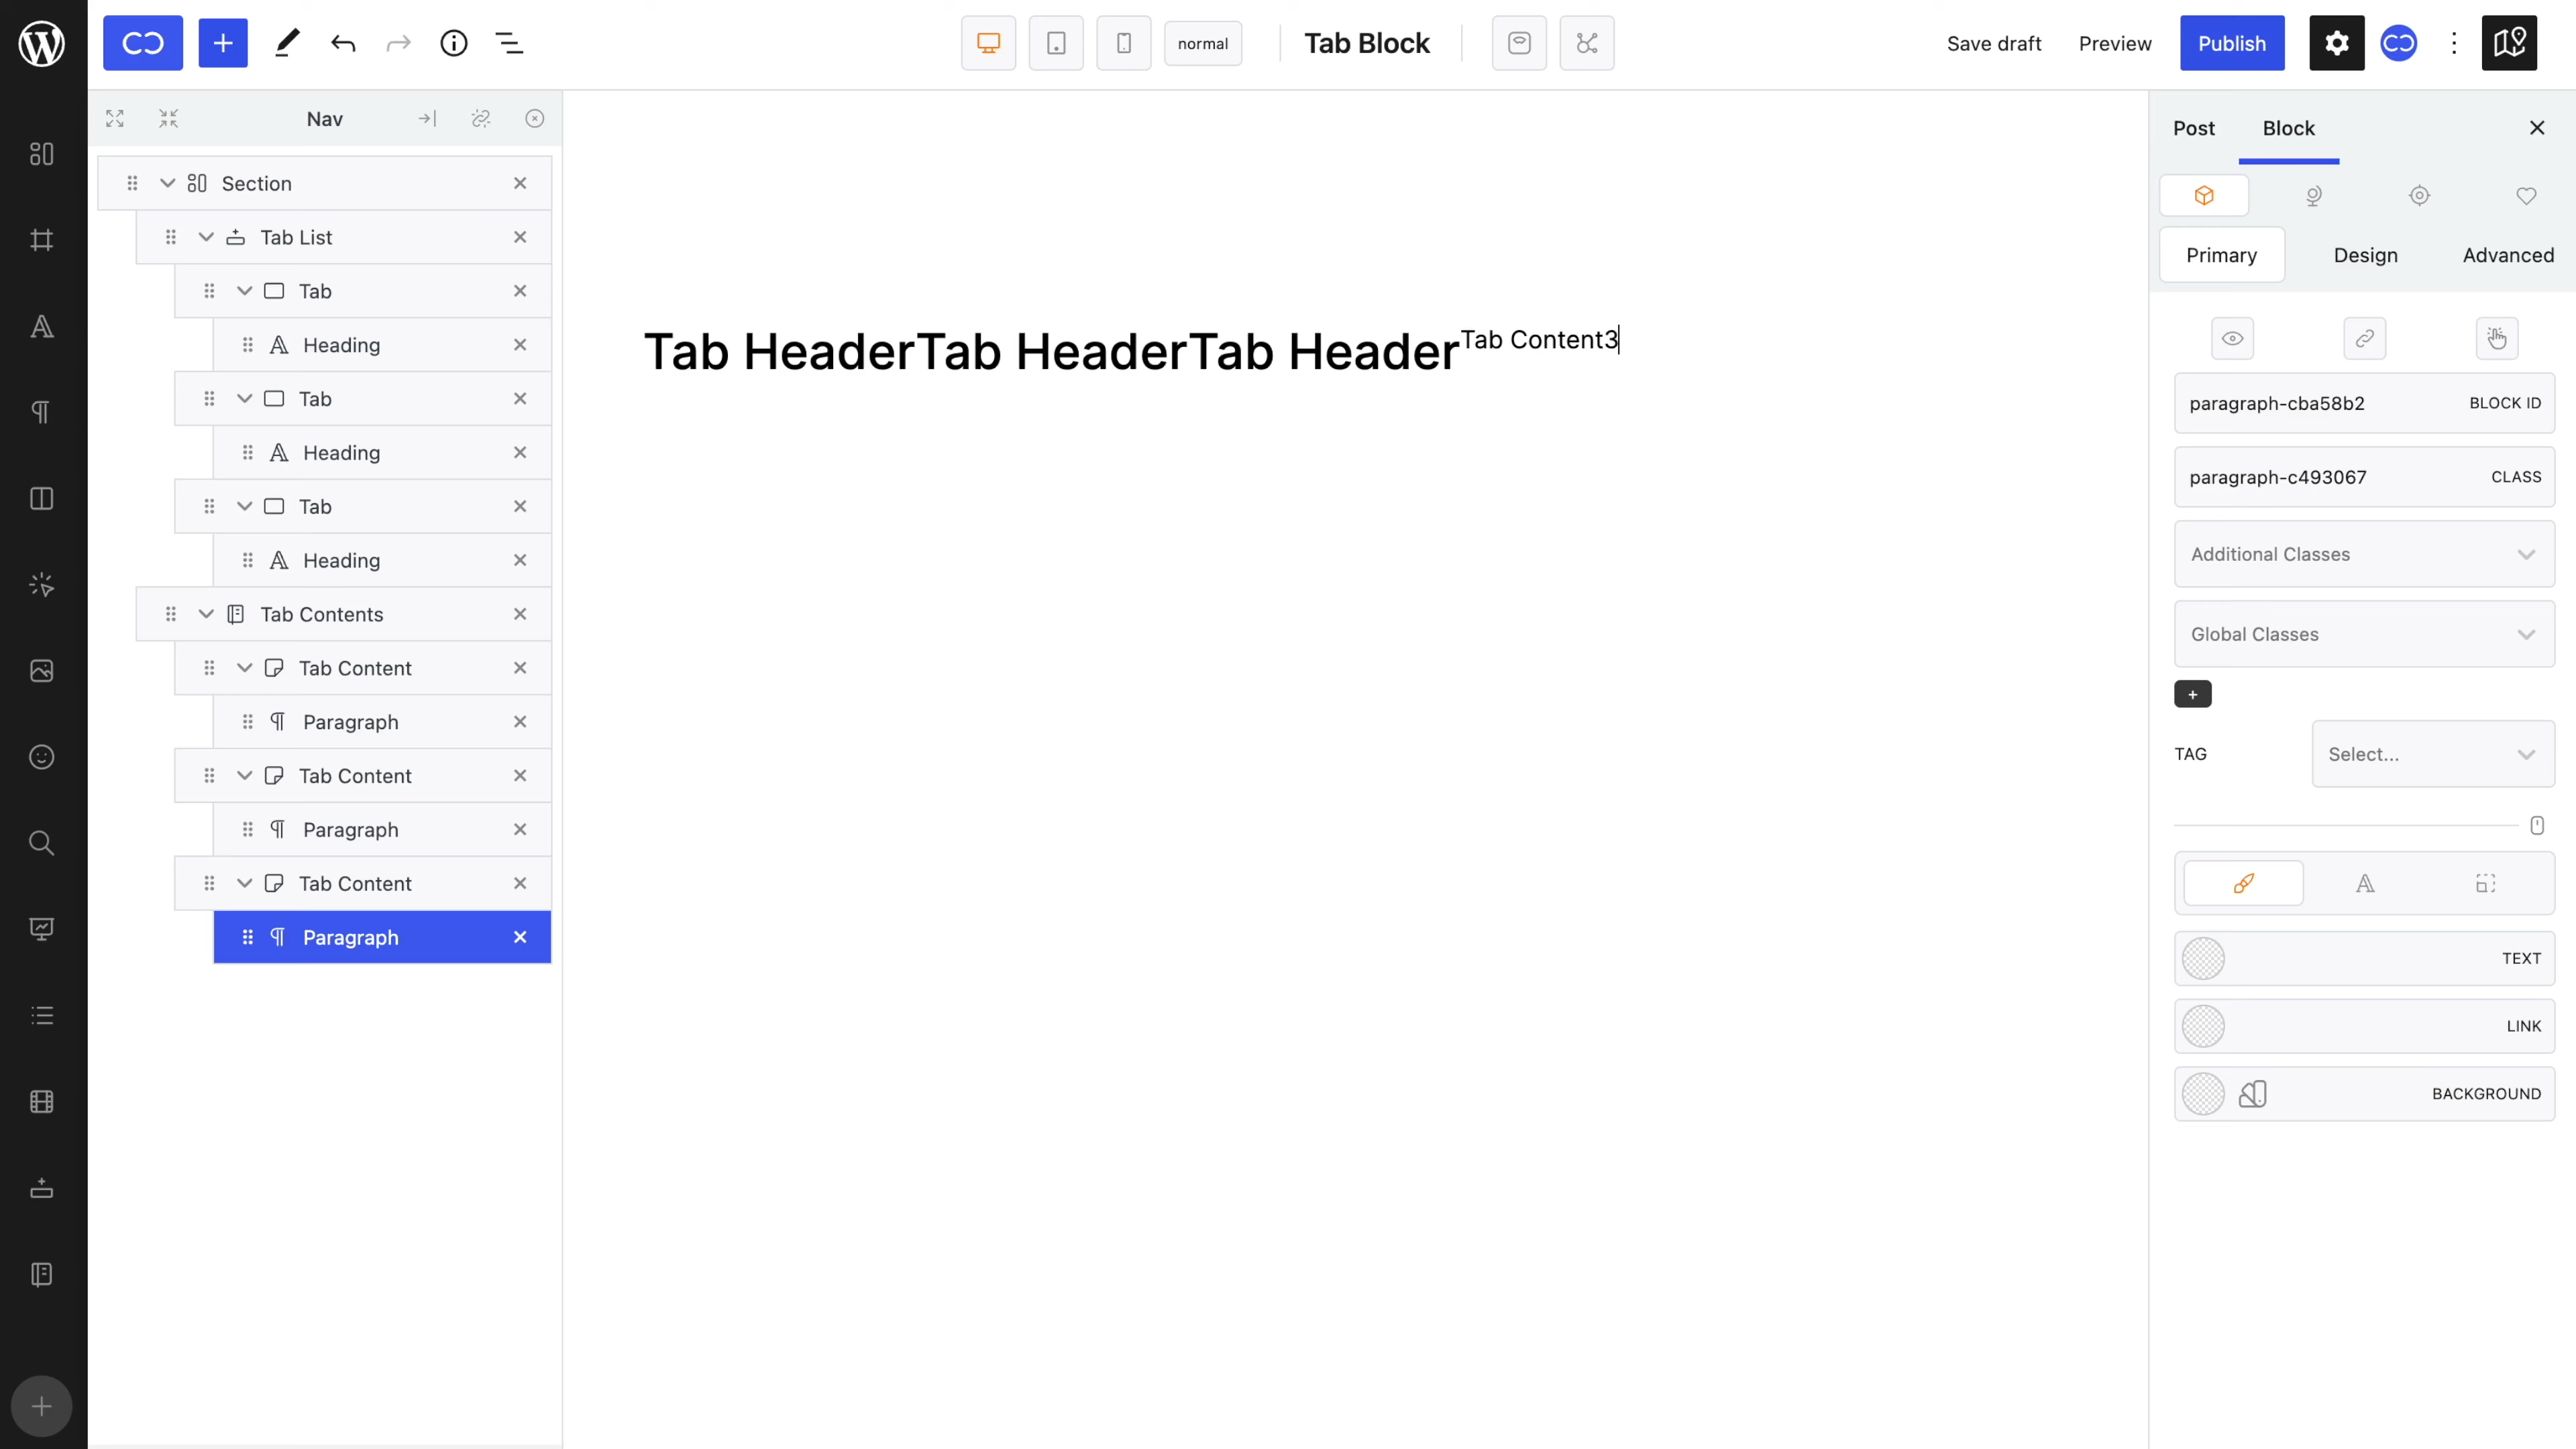 normal
Tab Block
Save draft
Preview
Publish
Nav
Section
Tab List
Tab
Heading
Tab
Heading
Tab
Heading
Tab Contents
Tab Content
Paragraph
Tab Content
Paragraph
Tab Content
Paragraph
Tab HeaderTab HeaderTab HeaderTab Content3
Post
Block
Primary
Design
Advanced
paragraph-cba58b2 BLOCK ID
paragraph-c493067 CLASS
Additional Classes
Global Classes
TAG Select...
TEXT
LINK
BACKGROUND